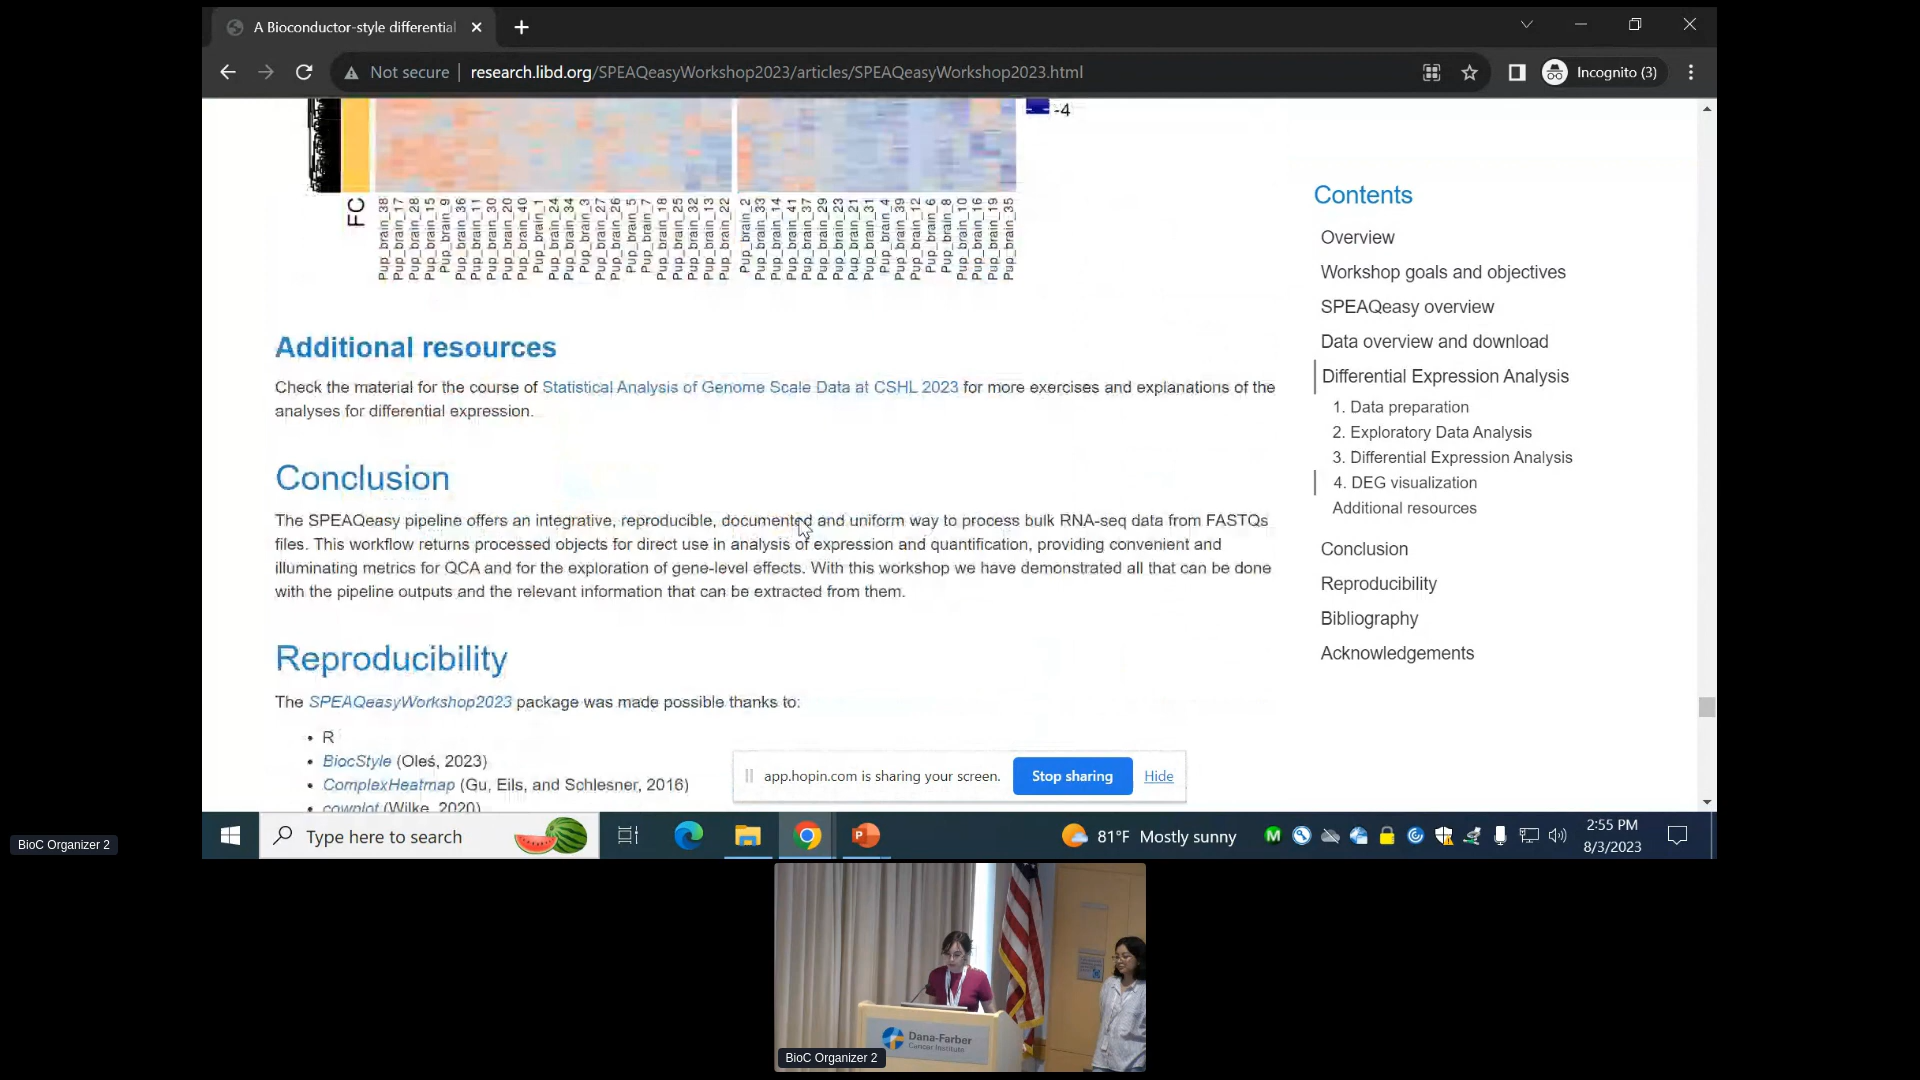 A Bioconductor-style differential
Not secure
research.libd.org/SPEAQeasyWorkshop2023/articles/SPEAQeasyWorkshop2023.html
Incognito (3)
-4
FC
Pup_brain_38
Pup_brain_17
Pup_brain_28
Pup_brain_15
Pup_brain_9
Pup_brain_36
Pup_brain_11
Pup_brain_30
Pup_brain_20
Pup_brain_40
Pup_brain_1
Pup_brain_24
Pup_brain_34
Pup_brain_3
Pup_brain_27
Pup_brain_26
Pup_brain_5
Pup_brain_7
Pup_brain_18
Pup_brain_25
Pup_brain_32
Pup_brain_13
Pup_brain_22
Pup_brain_2
Pup_brain_33
Pup_brain_14
Pup_brain_41
Pup_brain_37
Pup_brain_29
Pup_brain_23
Pup_brain_21
Pup_brain_31
Pup_brain_4
Pup_brain_39
Pup_brain_12
Pup_brain_6
Pup_brain_8
Pup_brain_10
Pup_brain_16
Pup_brain_19
Pup_brain_35
Additional resources
Check the material for the course of Statistical Analysis of Genome Scale Data at CSHL 2023 for more exercises and explanations of the
analyses for differential expression.
Conclusion
The SPEAQeasy pipeline offers an integrative, reproducible, documented and uniform way to process bulk RNA-seq data from FASTQs
files. This workflow returns processed objects for direct use in analysis of expression and quantification, providing convenient and
illuminating metrics for QCA and for the exploration of gene-level effects. With this workshop we have demonstrated all that can be done
with the pipeline outputs and the relevant information that can be extracted from them.
Reproducibility
The SPEAQeasyWorkshop2023 package was made possible thanks to:
• R
• BiocStyle (Oleś, 2023)
• ComplexHeatmap (Gu, Eils, and Schlesner, 2016)
• cowplot (Wilke, 2020)
Contents
Overview
Workshop goals and objectives
SPEAQeasy overview
Data overview and download
Differential Expression Analysis
1. Data preparation
2. Exploratory Data Analysis
3. Differential Expression Analysis
4. DEG visualization
Additional resources
Conclusion
Reproducibility
Bibliography
Acknowledgements
app.hopin.com is sharing your screen.
Stop sharing
Hide
Type here to search
81°F Mostly sunny
2:55 PM
8/3/2023
BioC Organizer 2
Dana-Farber
Cancer Institute
BioC Organizer 2